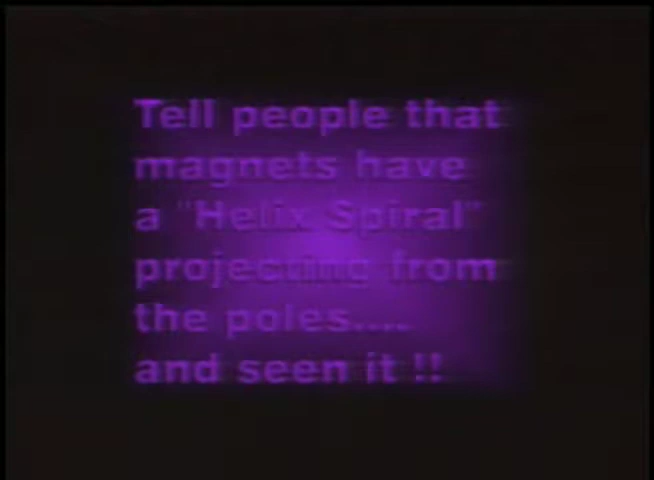 Tell people that
magnets have
a "Helix Spiral"
projecting from
the poles....
and seen it !!